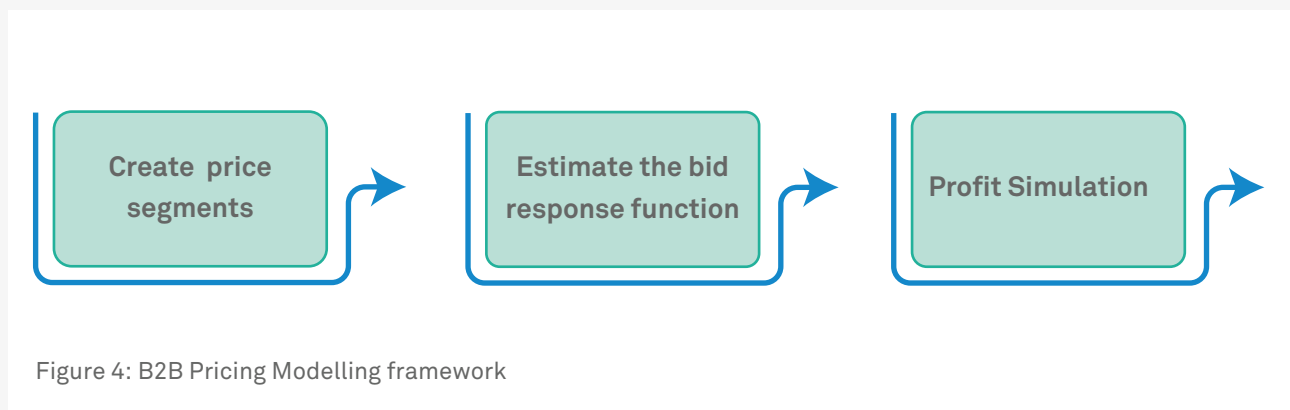 Create price
segments
Estimate the bid
response function
Profit Simulation
Figure 4: B2B Pricing Modelling framework